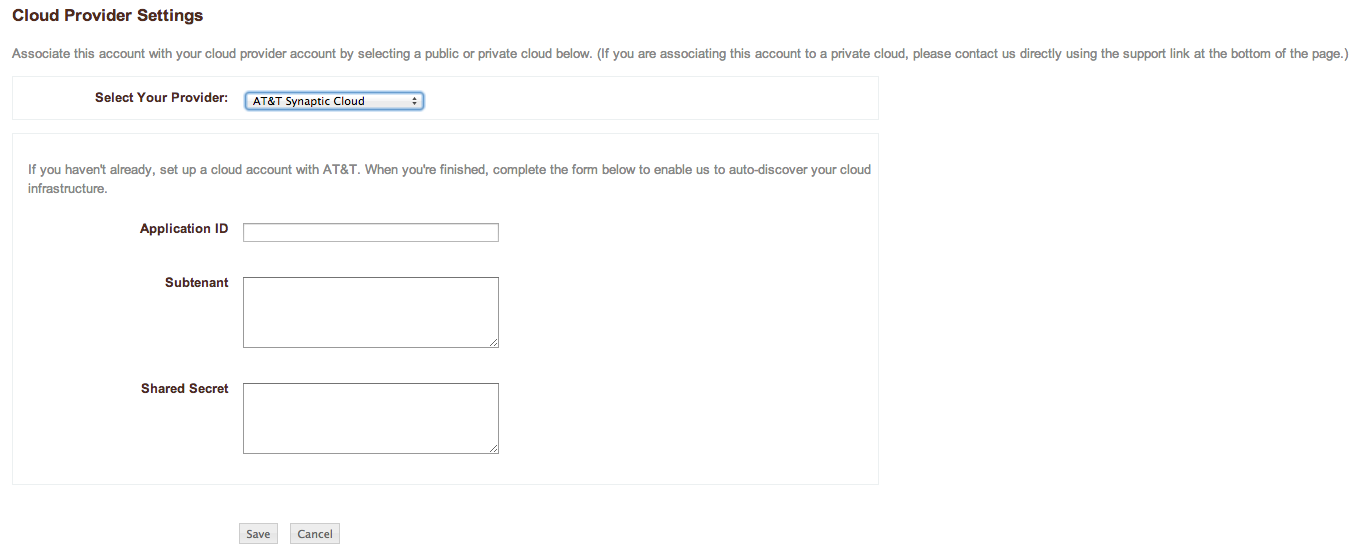 Cloud Provider Settings
Associate this account with your cloud provider account by selecting a public or private cloud below. (If you are associating this account to a private cloud, please contact us directly using the support link at the bottom of the page.)
Select Your Provider: AT&T Synaptic Cloud
If you haven't already, set up a cloud account with AT&T. When you're finished, complete the form below to enable us to auto-discover your cloud
infrastructure.
Application ID
Subtenant
Shared Secret
Save Cancel